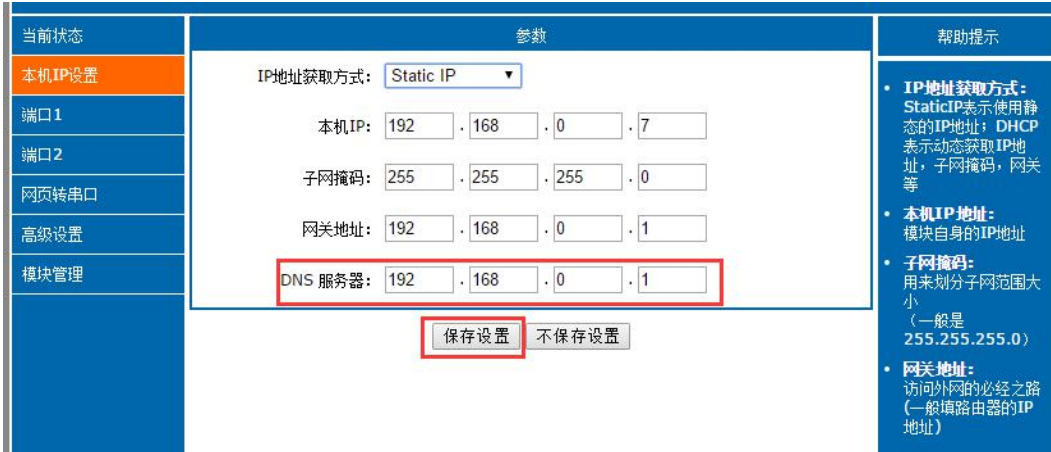 当前状态
本机IP设置
端口1
端口2
网页转串口
高级设置
模块管理
参数
IP地址获取方式： Static IP
本机IP： 192 . 168 . 0 . 7
子网掩码： 255 . 255 . 255 . 0
网关地址： 192 . 168 . 0 . 1
DNS 服务器： 192 . 168 . 0 . 1
保存设置 不保存设置
帮助提示
• IP地址获取方式：
StaticIP表示使用静
态的IP地址；DHCP
表示动态获取IP地
址，子网掩码，网关
等
• 本机IP地址：
模块自身的IP地址
• 子网掩码：
用来划分子网范围大
小
（一般是
255.255.255.0）
• 网关地址：
访问外网的必经之路
(一般填路由器的IP
地址)